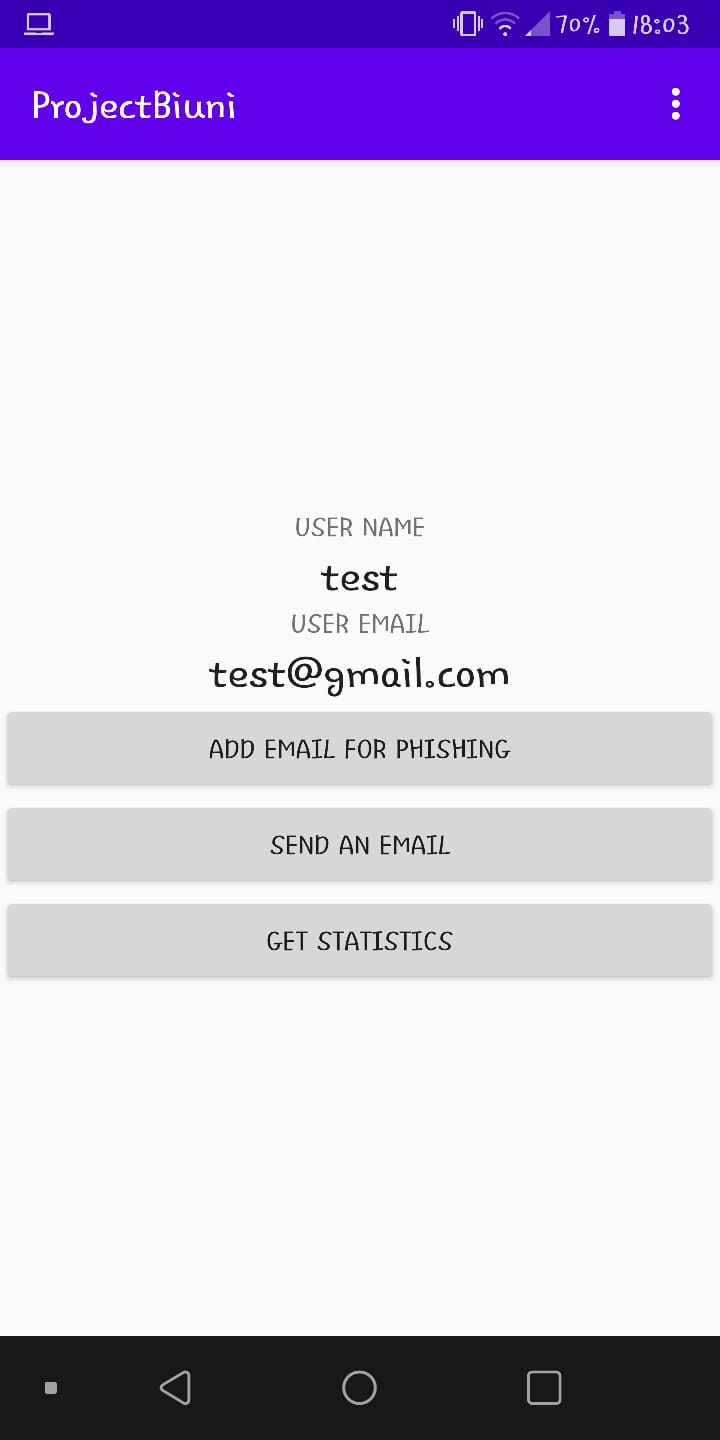 70% 18:03
ProjectBiuni
USER NAME
test
USER EMAIL
test@gmail.com
ADD EMAIL FOR PHISHING
SEND AN EMAIL
GET STATISTICS